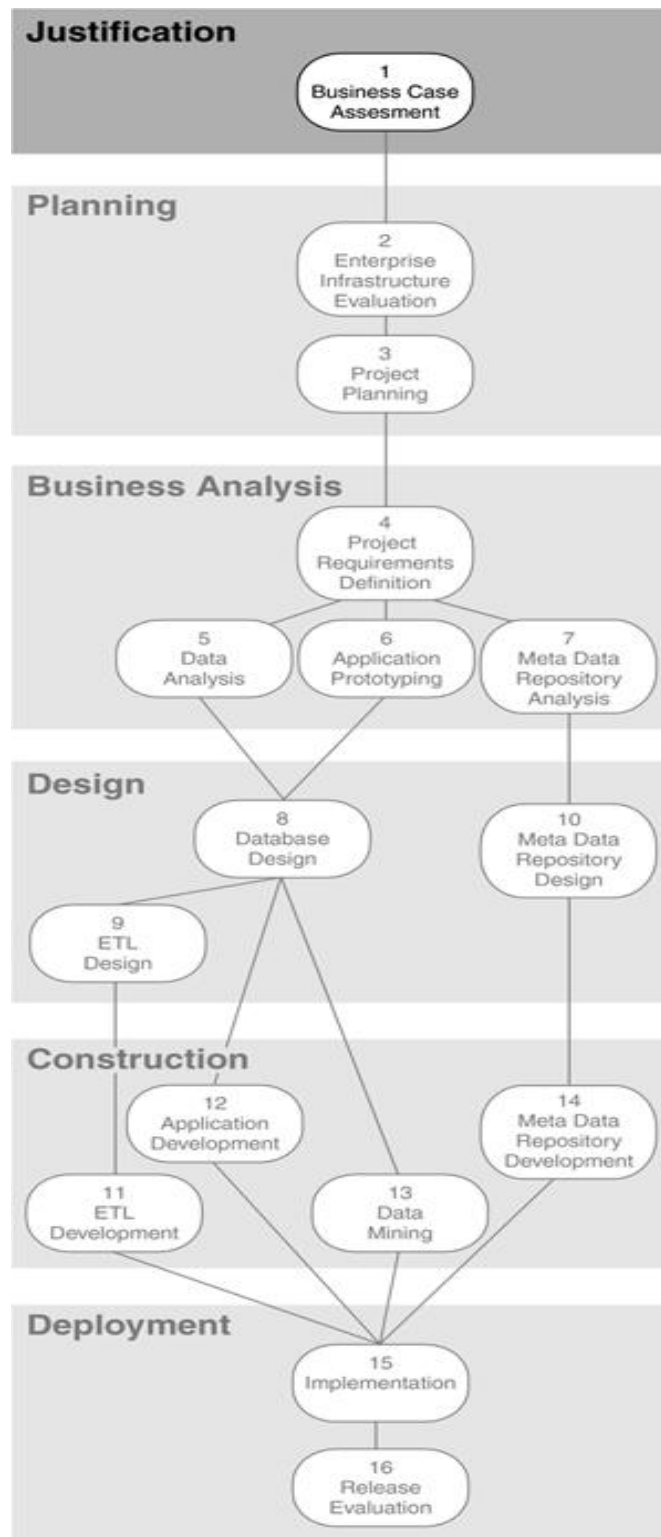 Justification
1
Business Case
Assesment
Planning
2
Enterprise
Infrastructure
Evaluation
3
Project
Planning
Business Analysis
4
Project
Requirements
Definition
5
Data
Analysis
6
Application
Prototyping
7
Meta Data
Repository
Analysis
Design
8
Database
Design
10
Meta Data
Repository
Design
9
ETL
Design
Construction
12
Application
Development
14
Meta Data
Repository
Development
11
ETL
Development
13
Data
Mining
Deployment
15
Implementation
16
Release
Evaluation